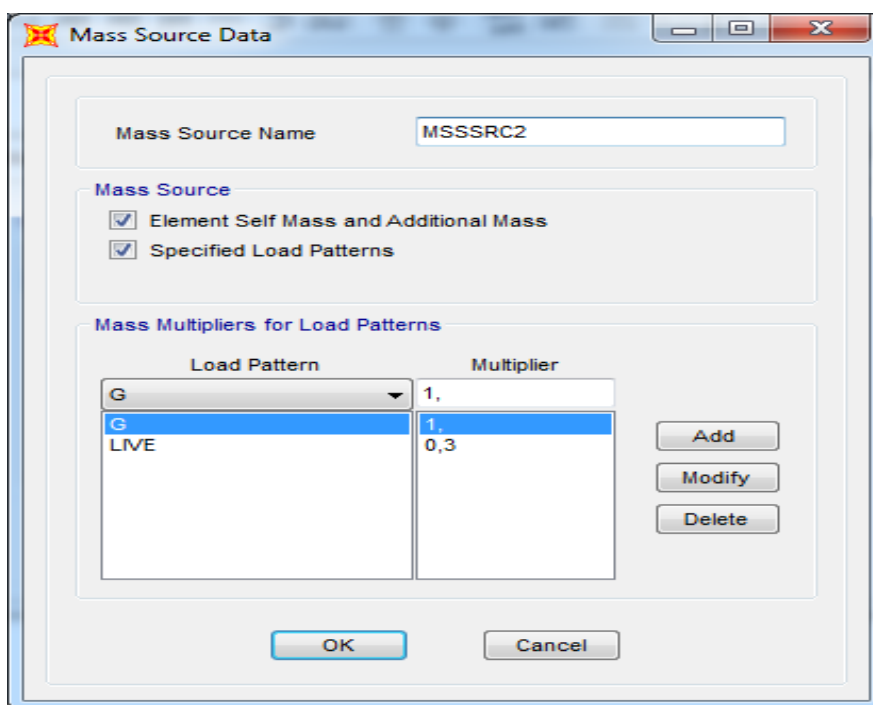 Mass Source Data
Mass Source Name MSSSRC2
Mass Source
Element Self Mass and Additional Mass
Specified Load Patterns
Mass Multipliers for Load Patterns
Load Pattern Multiplier
G 1,
G 1,
LIVE 0,3
Add
Modify
Delete
OK Cancel